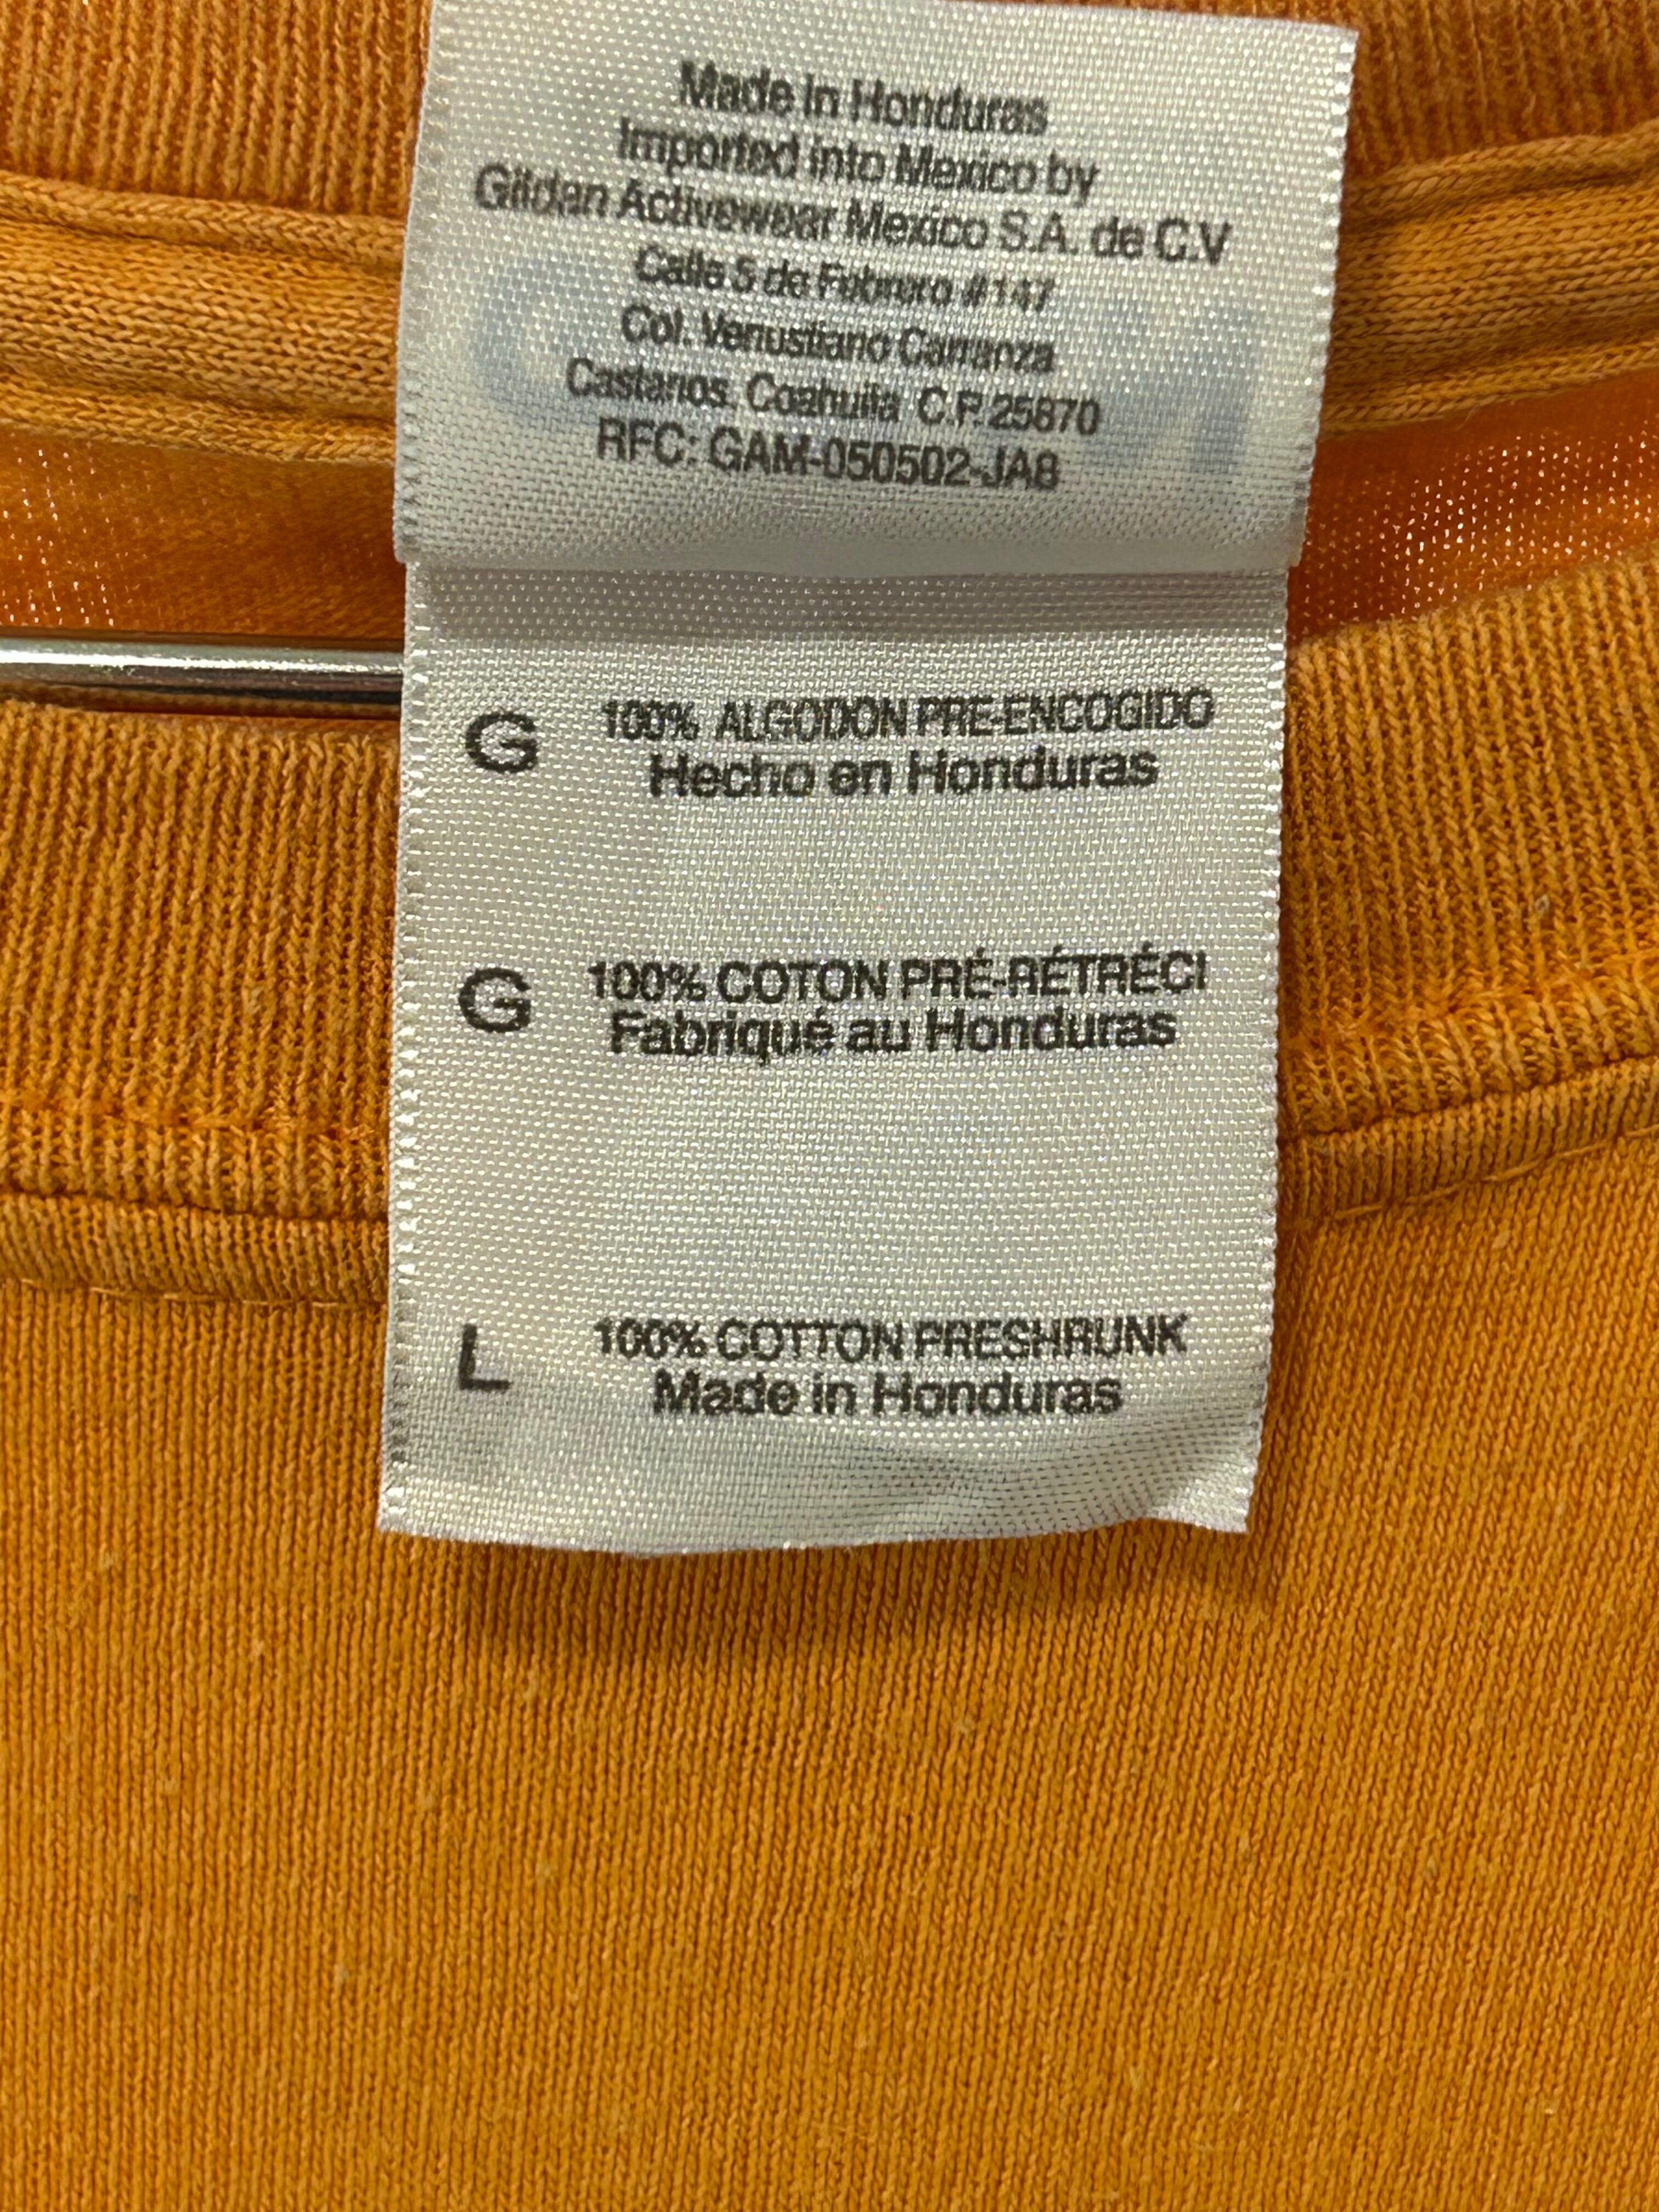 Made in Honduras
Imported into Mexico by
Gildan Activewear Mexico S.A. de C.V
Calle 5 de Febrero #147
Col. Venustiano Carranza
Castanos, Coahuila C.P. 25870
RFC: GAM-050502-JA8
G 100% ALGODON PRE-ENCOGIDO
Hecho en Honduras
G 100% COTON PRÉ-RÉTRÉCI
Fabriqué au Honduras
L 100% COTTON PRESHRUNK
Made in Honduras